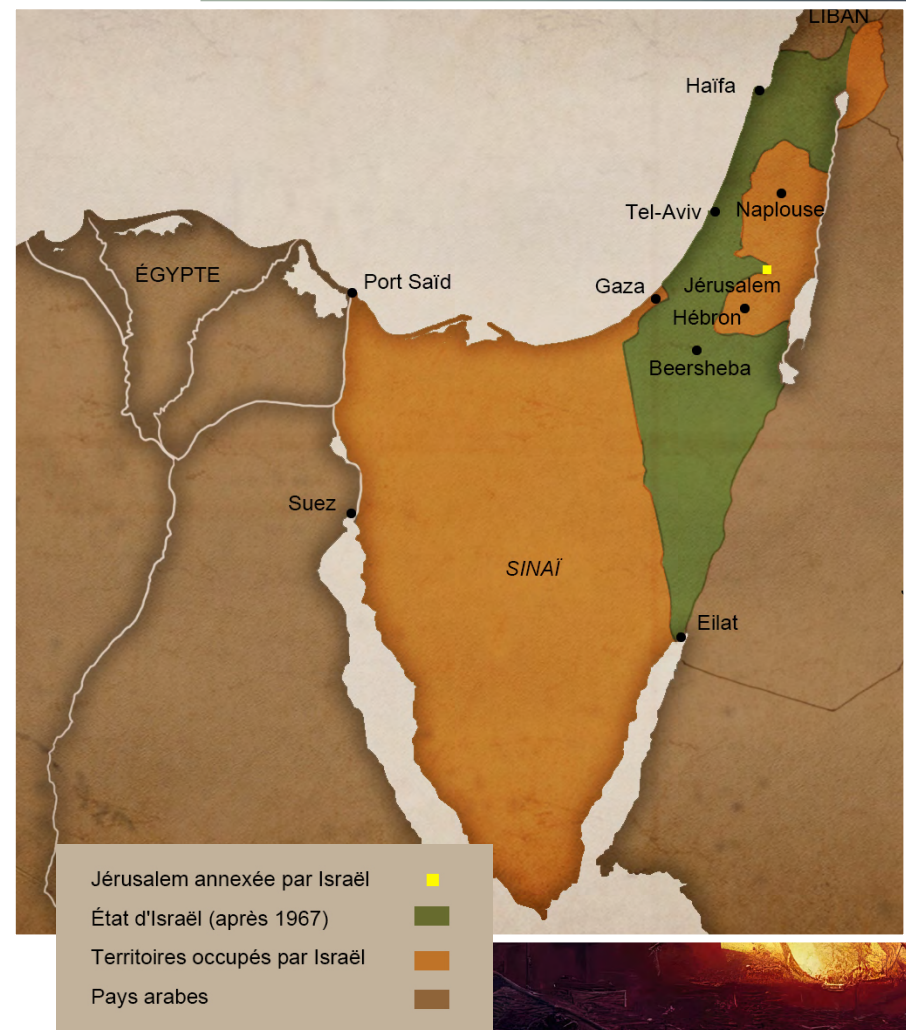 LIBAN
Haïfa
Tel-Aviv
Naplouse
ÉGYPTE
Port Saïd
Gaza
Jérusalem
Hébron
Beersheba
Suez
SINAÏ
Eilat
Jérusalem annexée par Israël
État d'Israël (après 1967)
Territoires occupés par Israël
Pays arabes